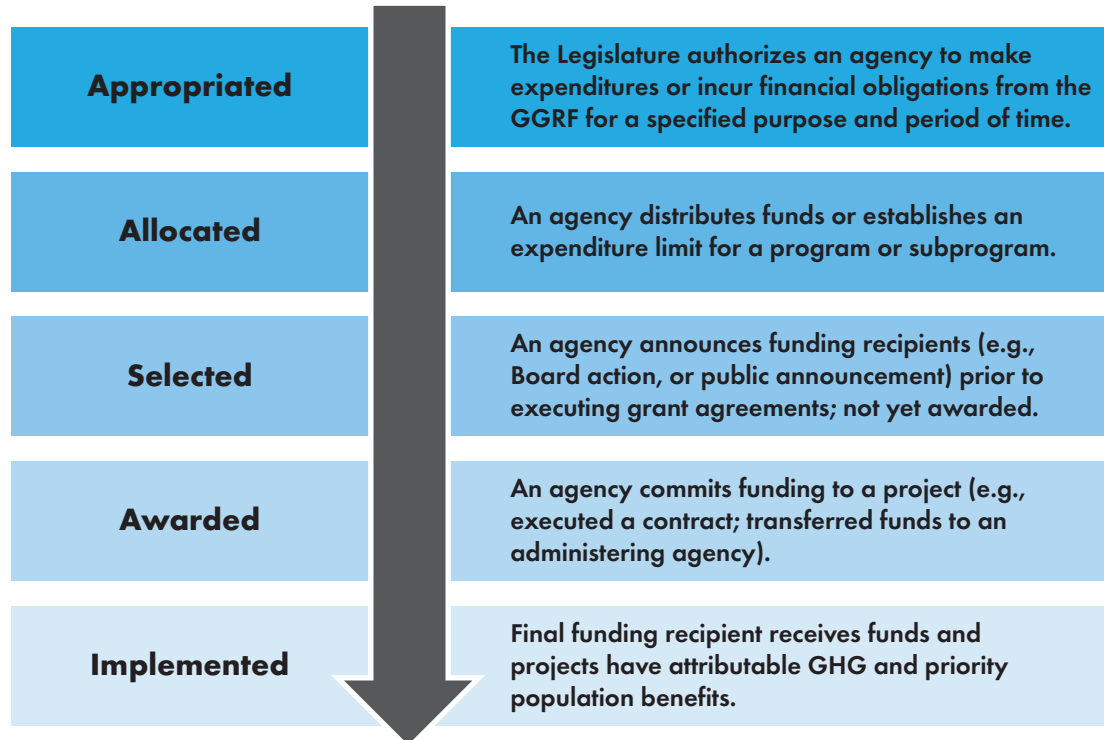 Appropriated
The Legislature authorizes an agency to make
expenditures or incur financial obligations from the
GGRF for a specified purpose and period of time.
Allocated
An agency distributes funds or establishes an
expenditure limit for a program or subprogram.
Selected
An agency announces funding recipients (e.g.,
Board action, or public announcement) prior to
executing grant agreements; not yet awarded.
Awarded
An agency commits funding to a project (e.g.,
executed a contract; transferred funds to an
administering agency).
Implemented
Final funding recipient receives funds and
projects have attributable GHG and priority
population benefits.